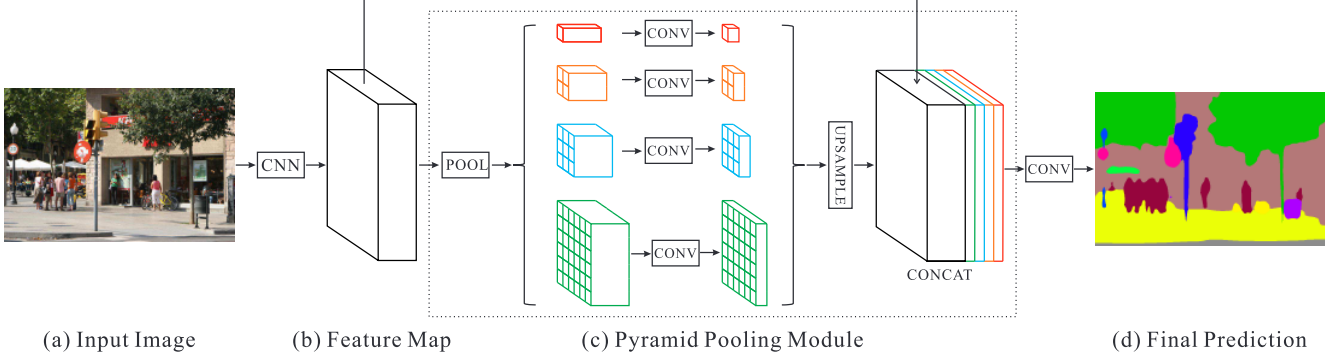 CONV
CONV
CNN
POOL
CONV
UPSAMPLE
CONV
CONV
CONCAT
(a) Input Image
(b) Feature Map
(c) Pyramid Pooling Module
(d) Final Prediction